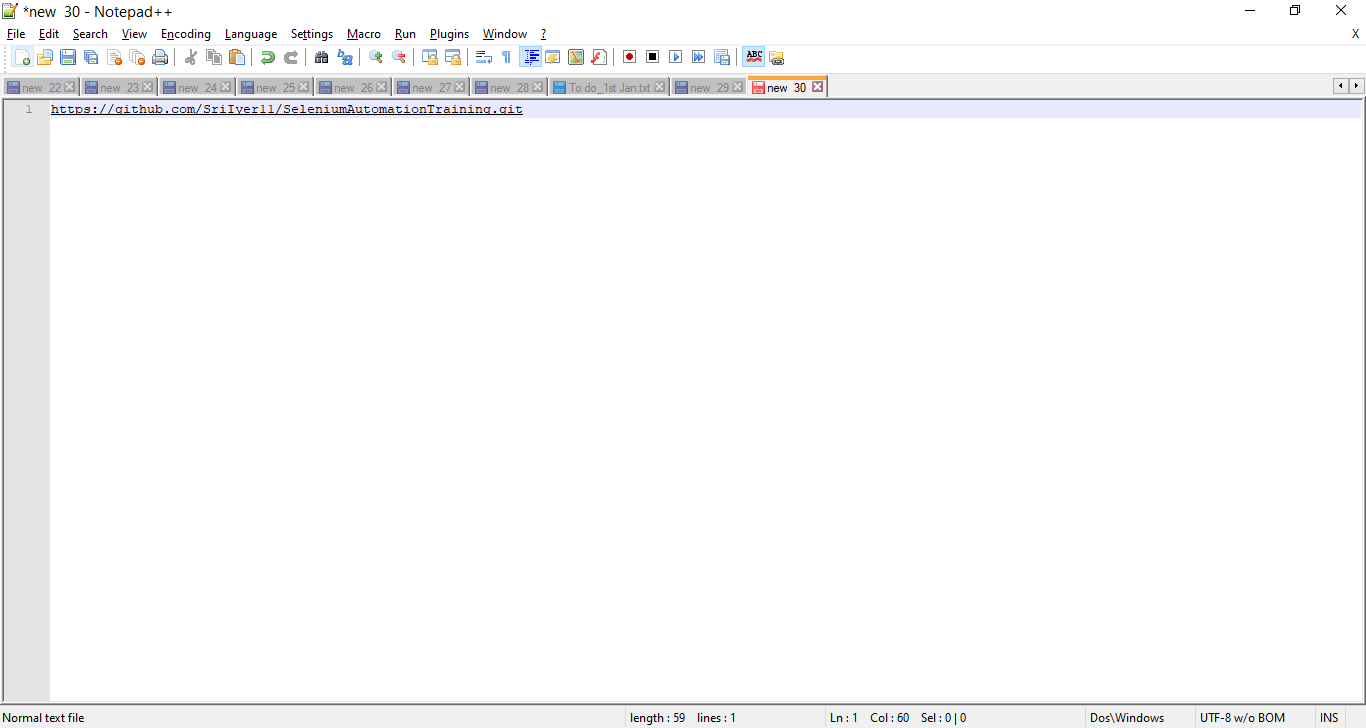 *new 30 - Notepad++
File Edit Search View Encoding Language Settings Macro Run Plugins Window ? X
ABC
new 22 new 23 new 24 new 25 new 26 new 27 new 28 To do_1st Jan.txt new 29 new 30
1 https://github.com/SriIyer11/SeleniumAutomationTraining.git
Normal text file length : 59 lines : 1 Ln : 1 Col : 60 Sel : 0 | 0 Dos\Windows UTF-8 w/o BOM INS